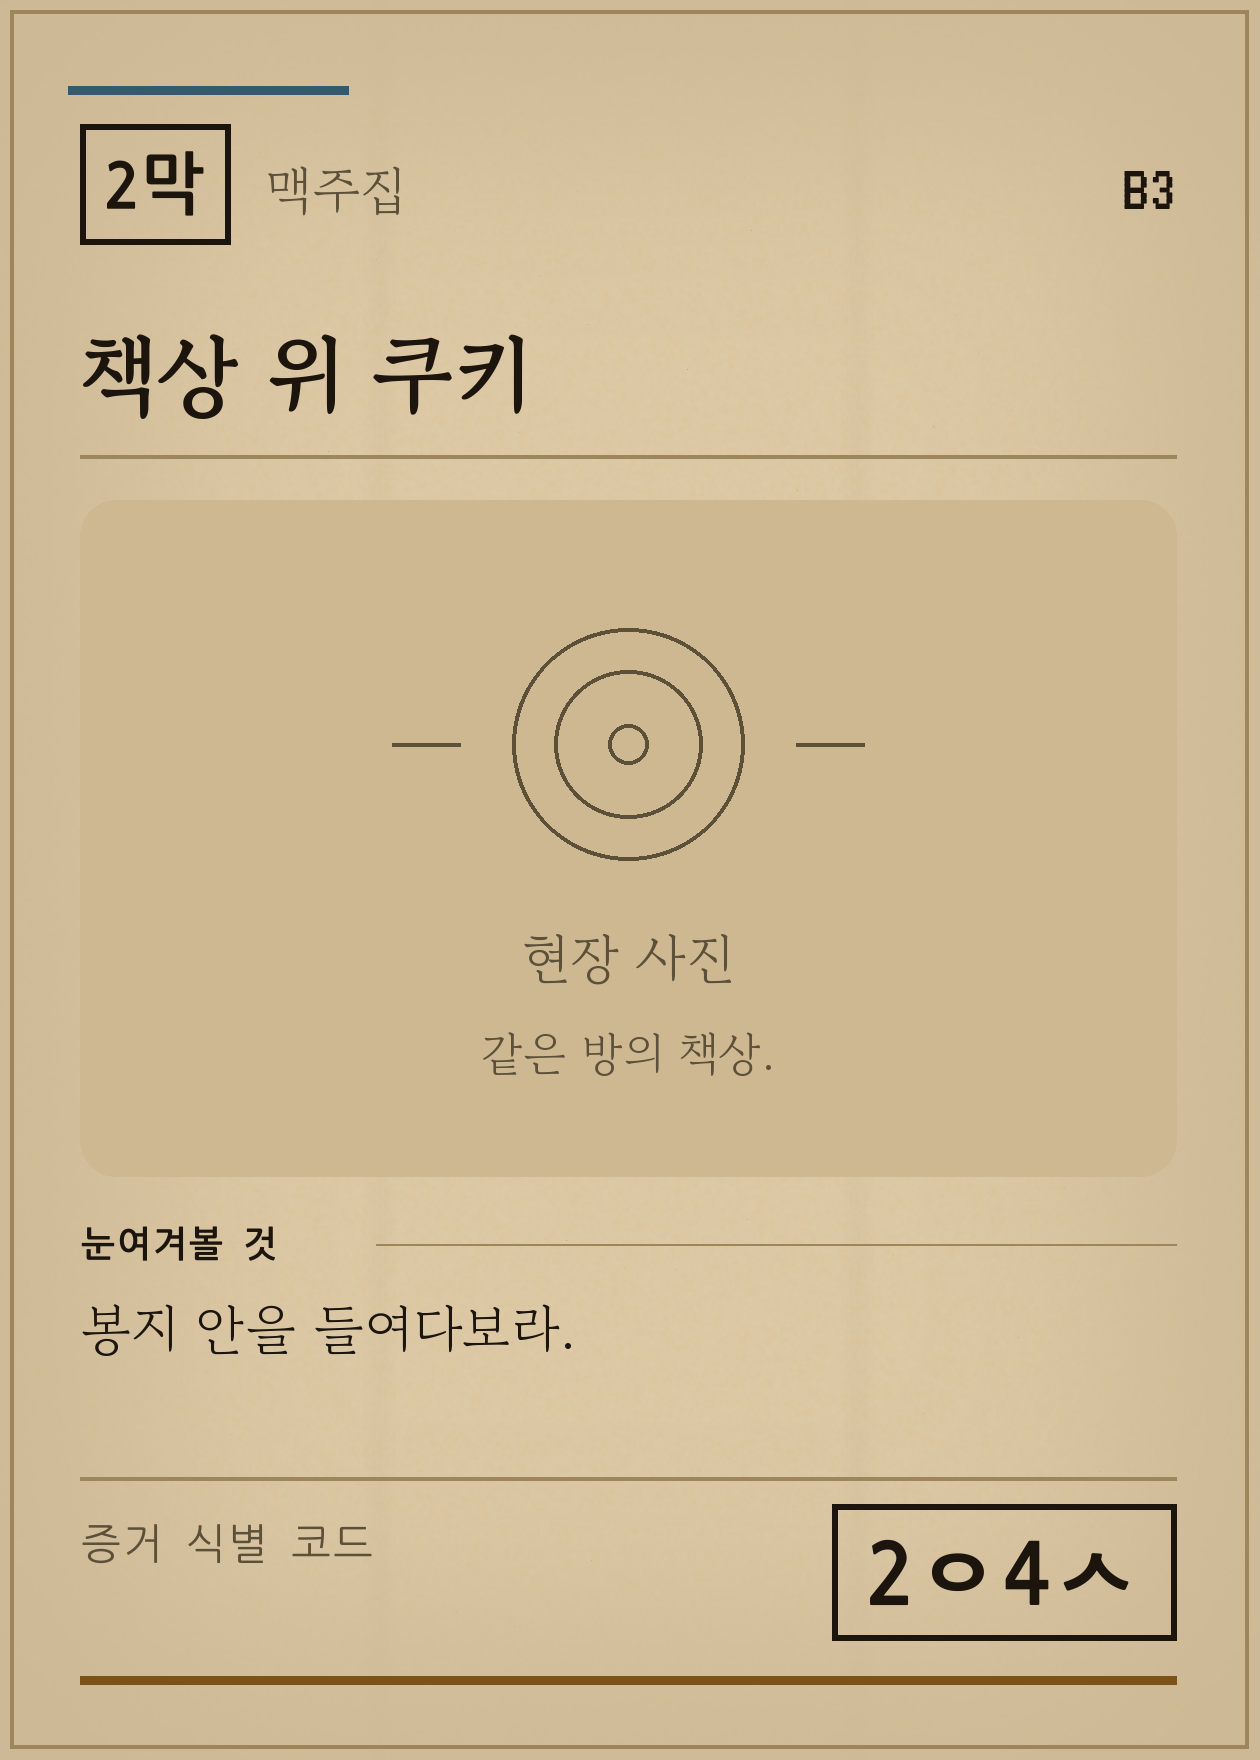 2막 맥주집 B3
책상 위 쿠키
현장 사진
같은 방의 책상.
눈여겨볼 것
봉지 안을 들여다보라.
증거 식별 코드
2ㅇ4ㅅ